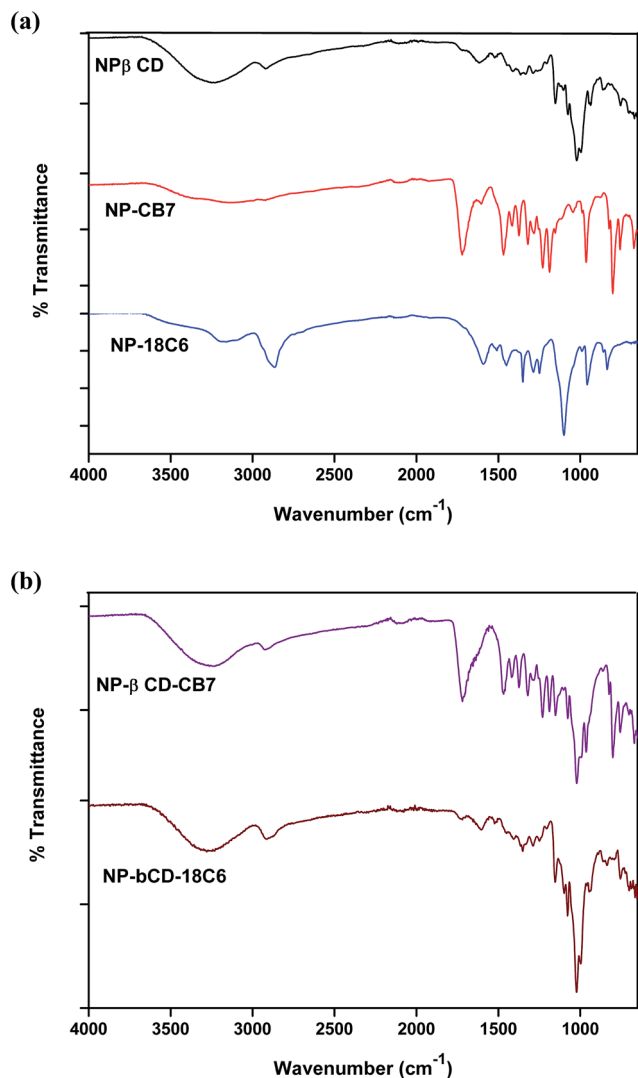 (a)
NPβ CD
NP-CB7
NP-18C6
% Transmittance
4000 3500 3000 2500 2000 1500 1000
Wavenumber (cm-1)
(b)
NP-β CD-CB7
NP-bCD-18C6
% Transmittance
4000 3500 3000 2500 2000 1500 1000
Wavenumber (cm-1)